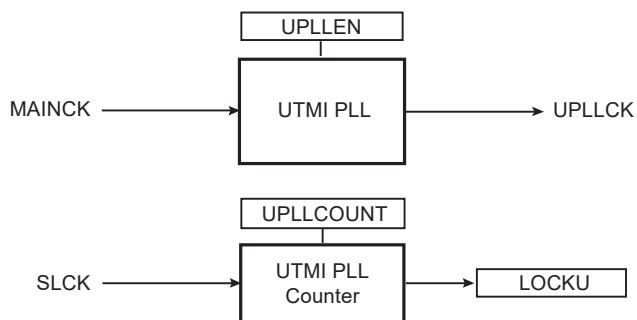 UPLLEN
MAINCK
UTMI PLL
UPLLCK
UPLLCOUNT
SLCK
UTMI PLL
Counter
LOCKU